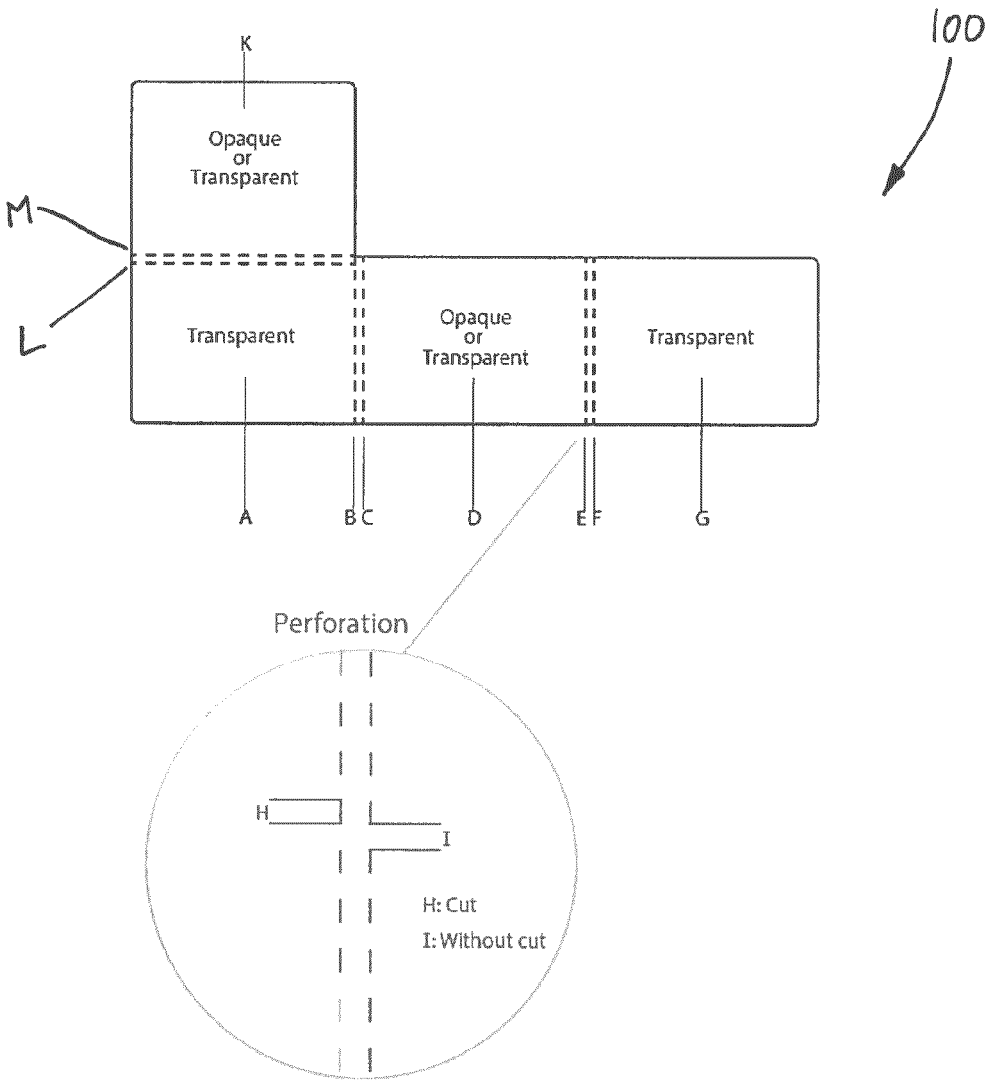 100
K
Opaque
or
Transparent
M
L
Transparent
Opaque
or
Transparent
Transparent
A
B
C
D
E
F
G
Perforation
H
I
H: Cut
I: Without cut